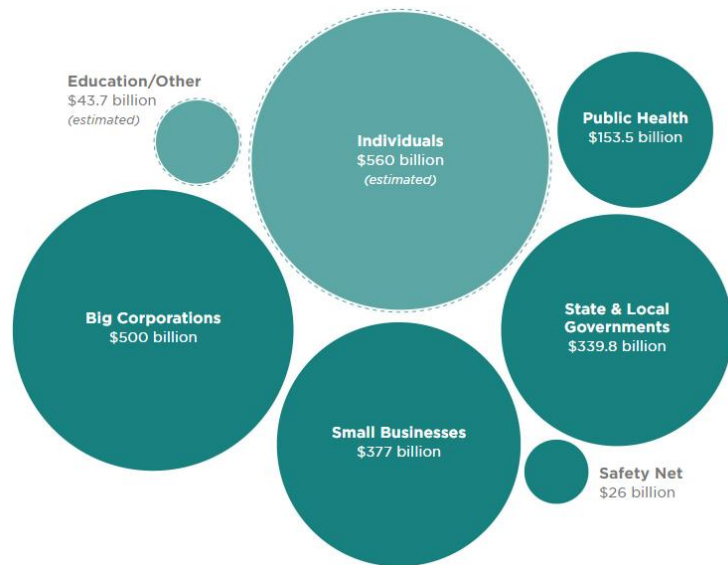 Education/Other
$43.7 billion
(estimated)
Individuals
$560 billion
(estimated)
Public Health
$153.5 billion
Big Corporations
$500 billion
State & Local
Governments
$339.8 billion
Small Businesses
$377 billion
Safety Net
$26 billion